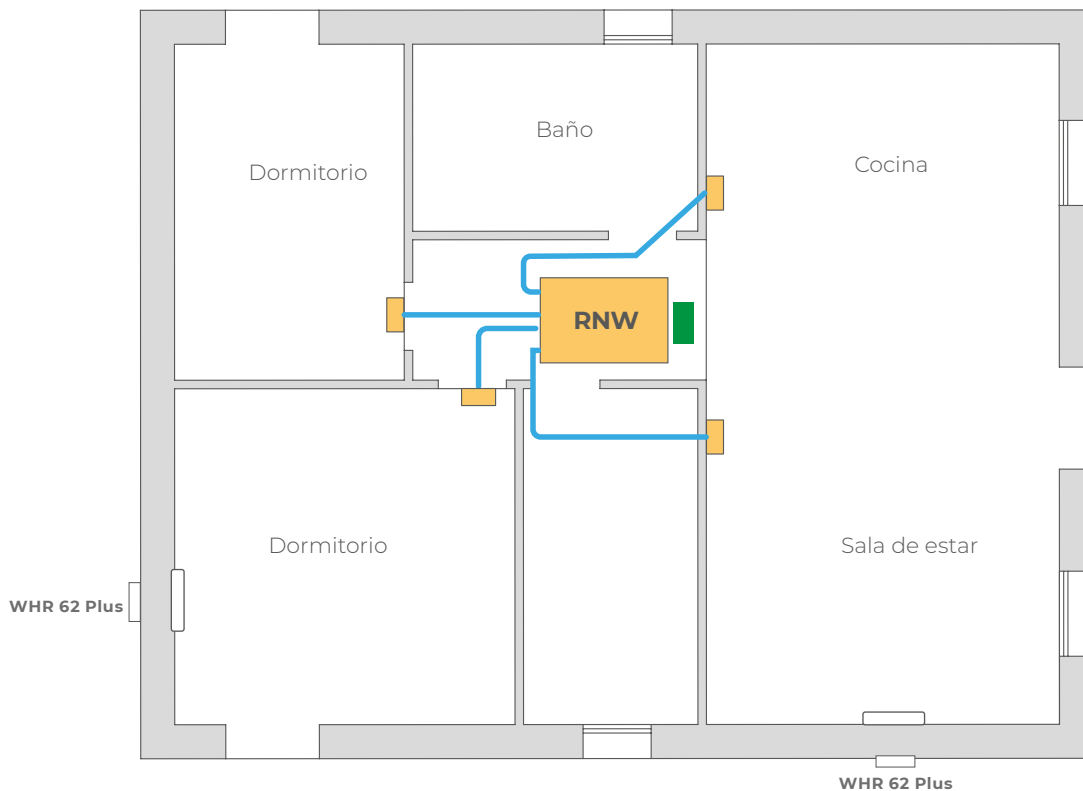 Baño
Cocina
Dormitorio
RNW
Dormitorio
Sala de estar
WHR 62 Plus
WHR 62 Plus